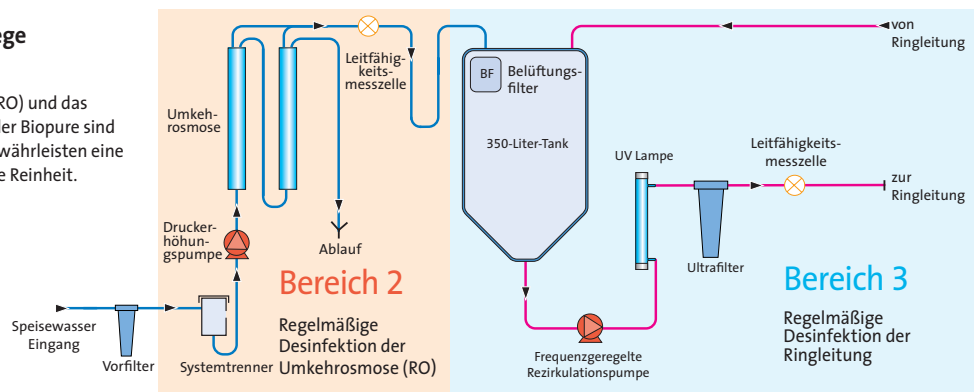 ege
RO) und das
der Biopure sind
währleisten eine
e Reinheit.
Speisewasser
Eingang
Vorfilter
Systemtrenner
Drucker-
höhun-
gspumpe
Umkeh-
rosmose
Ablauf
Leitfähig-
keits-
messzelle
Bereich 2
Regelmäßige
Desinfektion der
Umkehrosmose (RO)
BF
Belüftungs-
filter
350-Liter-Tank
von
Ringleitung
UV Lampe
Leitfähigkeits-
messzelle
zur
Ringleitung
Ultrafilter
Frequenzgeregelte
Rezirkulationspumpe
Bereich 3
Regelmäßige
Desinfektion der
Ringleitung